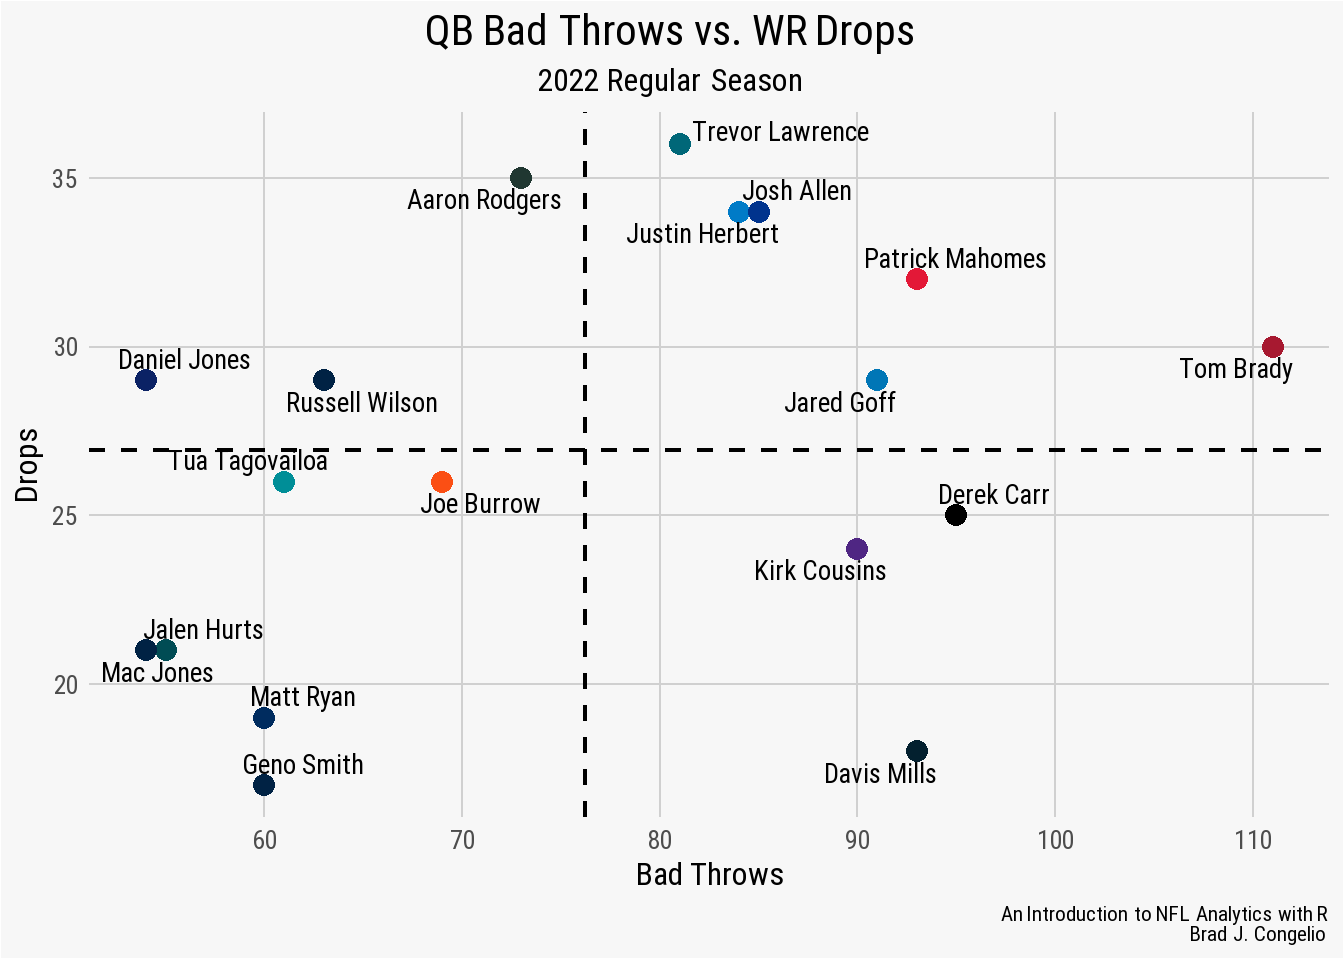 QB Bad Throws vs. WR Drops
2022 Regular Season
Trevor Lawrence
35
Aaron Rodgers
Josh Allen
Justin Herbert
Patrick Mahomes
30
Daniel Jones
Tom Brady
Russell Wilson
Jared Goff
Drops
Tua Tagovailoa
Joe Burrow
Derek Carr
25
Kirk Cousins
Jalen Hurts
Mac Jones
20
Matt Ryan
Geno Smith
Davis Mills
60 70 80 90 100 110
Bad Throws
An Introduction to NFL Analytics with R
Brad J. Congelio